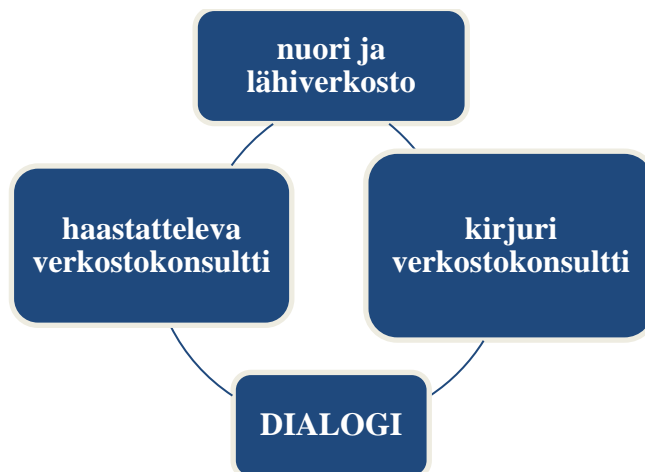 nuori ja
lähiverkosto
haastatteleva
verkostokonsultti
kirjuri
verkostokonsultti
DIALOGI